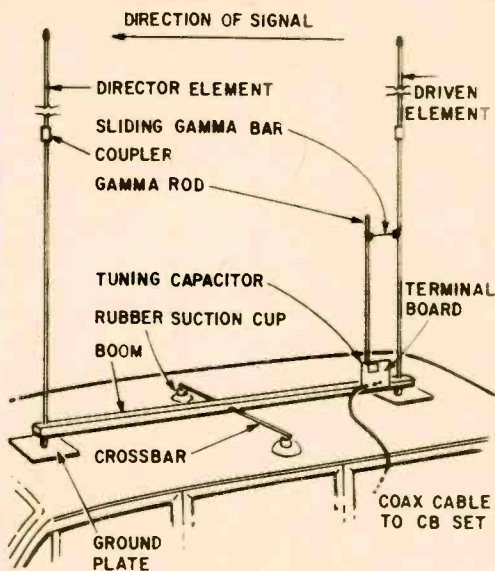 DIRECTION OF SIGNAL
DIRECTOR ELEMENT
DRIVEN
ELEMENT
SLIDING GAMMA BAR
COUPLER
GAMMA ROD
TUNING CAPACITOR
TERMINAL
BOARD
RUBBER SUCTION CUP
BOOM
CROSSBAR
COAX CABLE
TO CB SET
GROUND
PLATE